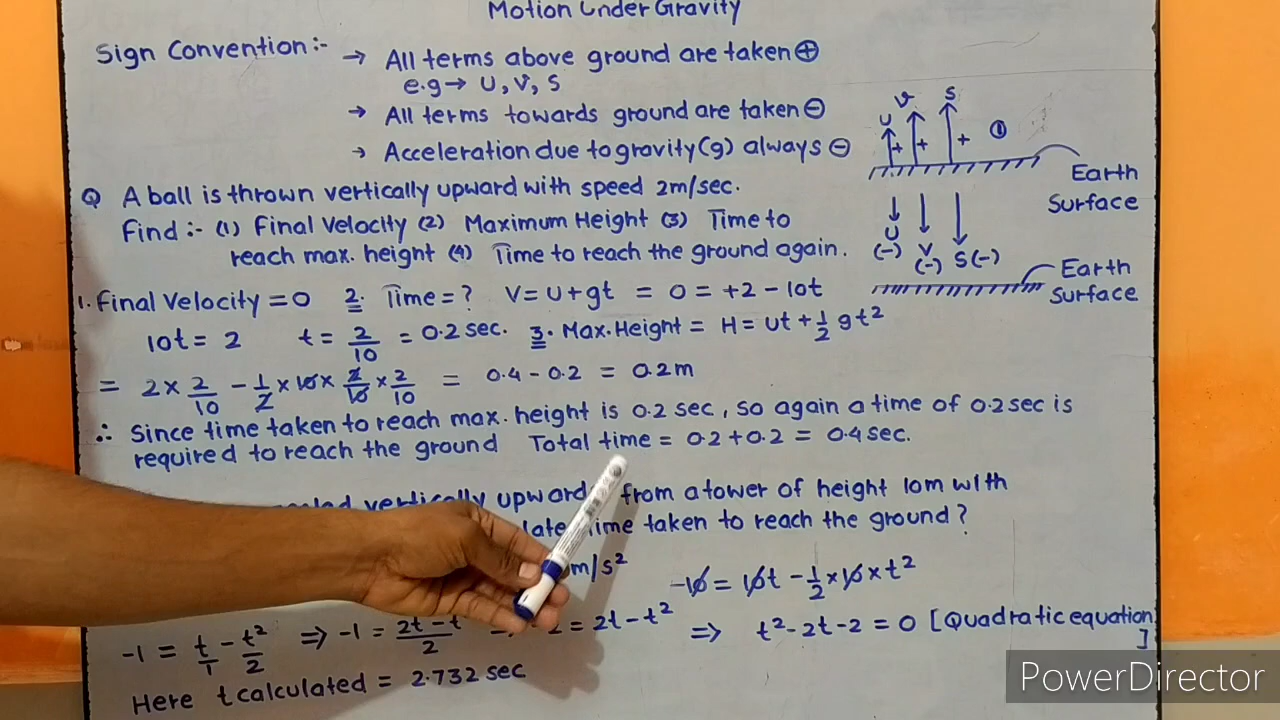 Motion Under Gravity
Sign Convention:- → All terms above ground are taken ⊕
e.g → U, V, S
→ All terms towards ground are taken ⊖
→ Acceleration due to gravity (g) always ⊖
U V S
+ + + ①
Earth
Surface
U V S
(-) (-) (-)
Earth
Surface
Q A ball is thrown vertically upward with speed 2m/sec.
Find :- (1) Final Velocity (2) Maximum Height (3) Time to
reach max. height (4) Time to reach the ground again.
1. Final Velocity = 0 2. Time = ? V = U + gt = 0 = +2 - 10t
10t = 2 t = 2/10 = 0.2 sec. 3. Max. Height = H = Ut + 1/2 gt²
= 2 × 2/10 - 1/2 × 10 × 2/10 × 2/10 = 0.4 - 0.2 = 0.2m
∴ Since time taken to reach max. height is 0.2 sec, so again a time of 0.2 sec is
required to reach the ground Total time = 0.2 + 0.2 = 0.4 sec.
vertically upward from a tower of height 10m with
time taken to reach the ground ?
m/s² -10 = 10t - 1/2 × 10 × t²
-1 = t/1 - t²/2 ⇒ -1 = 2t - t /2 2 = 2t - t² ⇒ t² - 2t - 2 = 0 [Quadratic equation]
Here t calculated = 2.732 sec
PowerDirector